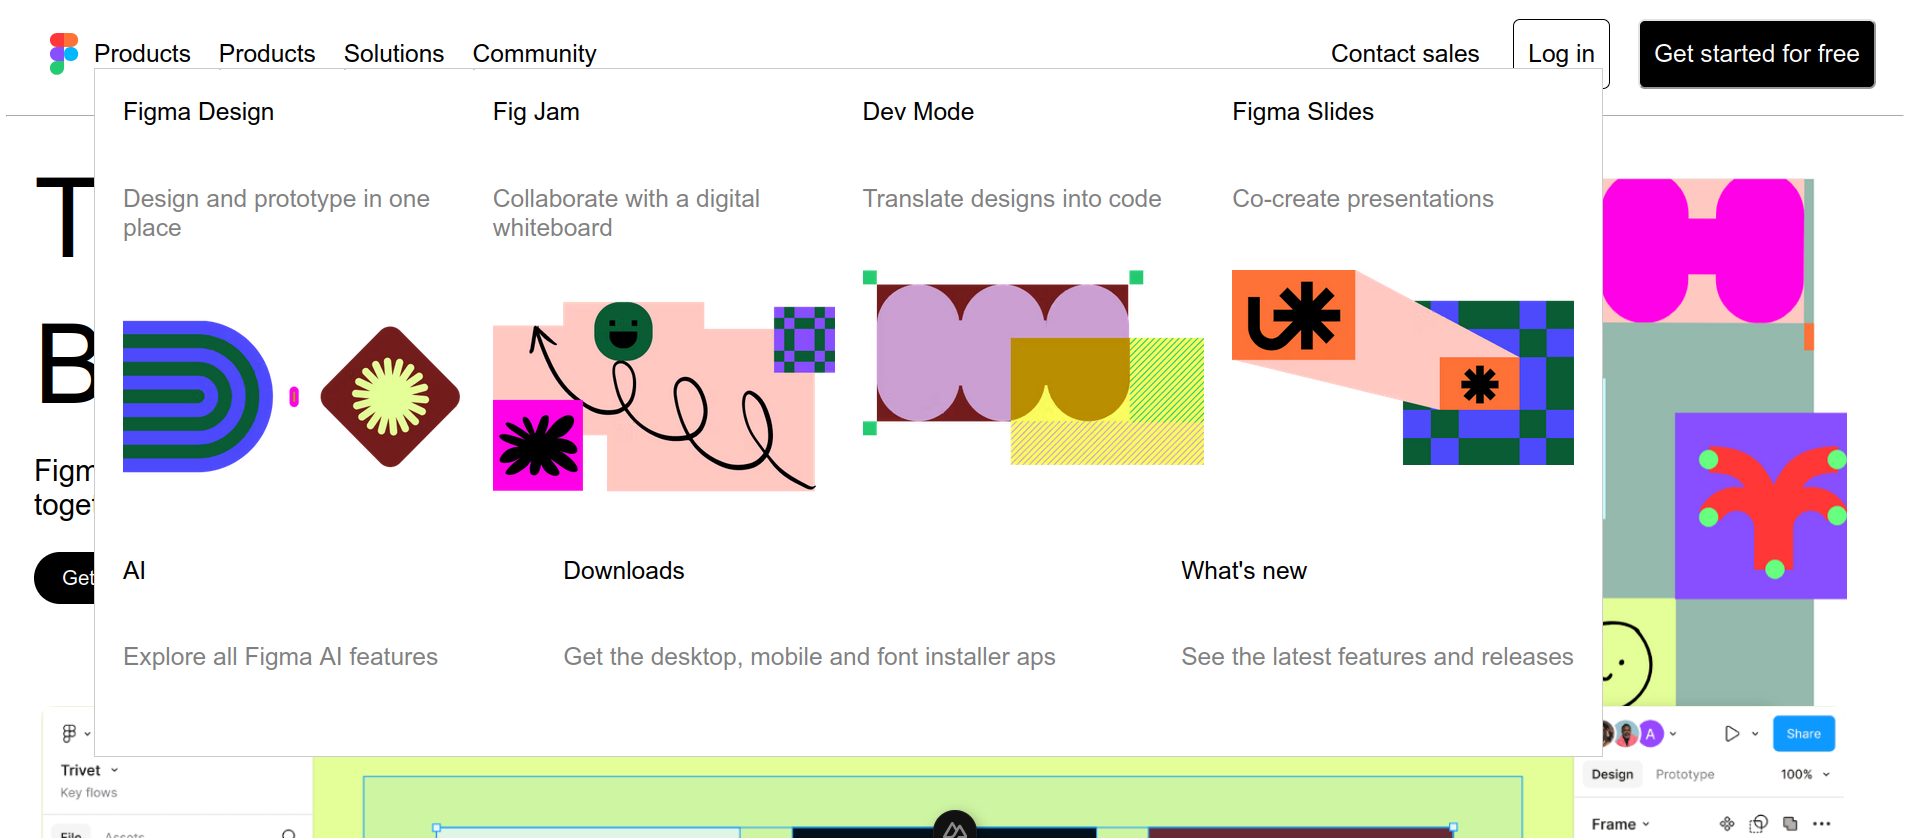 Products Products Solutions Community Contact sales Log in Get started for free
Figma Design Fig Jam Dev Mode Figma Slides
Design and prototype in one place
Collaborate with a digital whiteboard
Translate designs into code
Co-create presentations
T
B
Figm
toge
Get
AI Downloads What's new
Explore all Figma AI features Get the desktop, mobile and font installer aps See the latest features and releases
A Share
Trivet
Key flows
Design Prototype 100%
File Assets
Frame